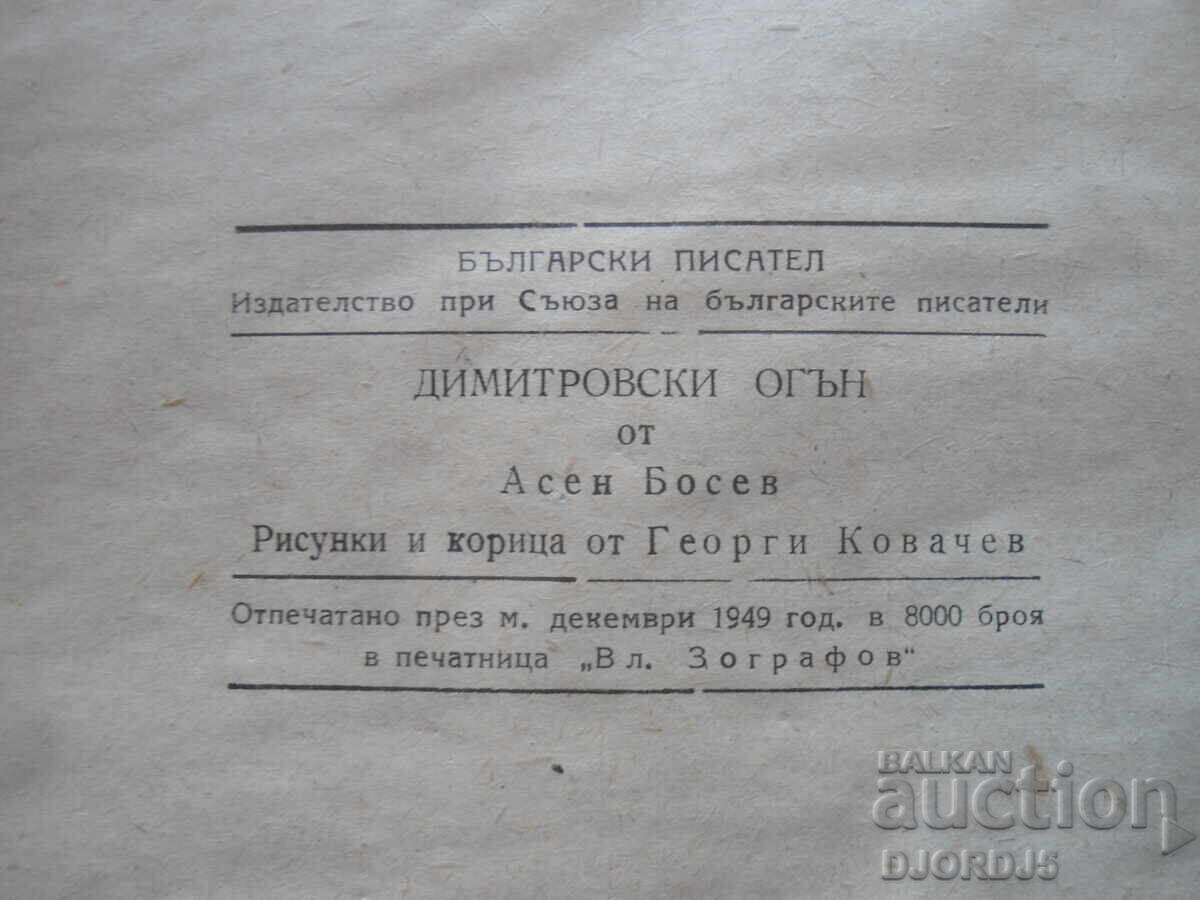 БЪЛГАРСКИ ПИСАТЕЛ
Издателство при Съюза на българските писатели
ДИМИТРОВСКИ ОГЪН
от
Асен Босев
Рисунки и корица от Георги Ковачев
Отпечатано през м. декември 1949 год. в 8000 броя
в печатница „Вл. Зографов“
BALKAN
auction
DJORDJ5